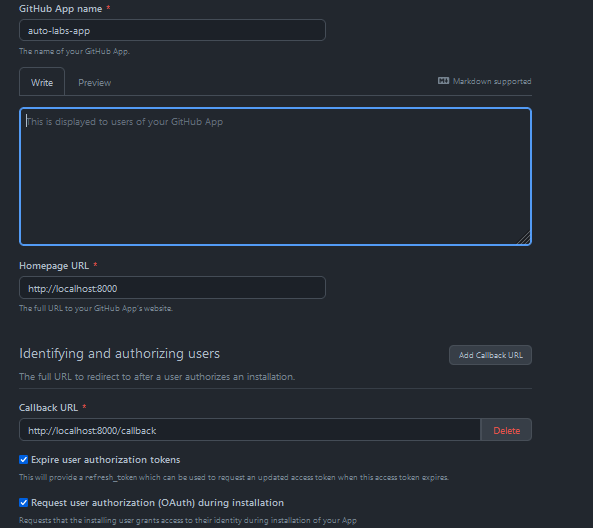 GitHub App name *
auto-labs-app
The name of your GitHub App.
Write Preview Markdown supported
This is displayed to users of your GitHub App
Homepage URL *
http://localhost:8000
The full URL to your GitHub App's website.
Identifying and authorizing users Add Callback URL
The full URL to redirect to after a user authorizes an installation.
Callback URL *
http://localhost:8000/callback Delete
Expire user authorization tokens
This will provide a refresh_token which can be used to request an updated access token when this access token expires.
Request user authorization (OAuth) during installation
Requests that the installing user grants access to their identity during installation of your App